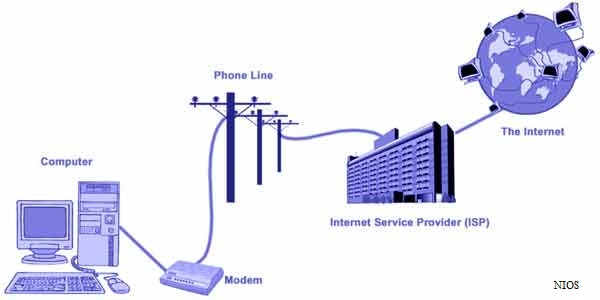 Phone Line
The Internet
Computer
Internet Service Provider (ISP)
Modem
NIOS